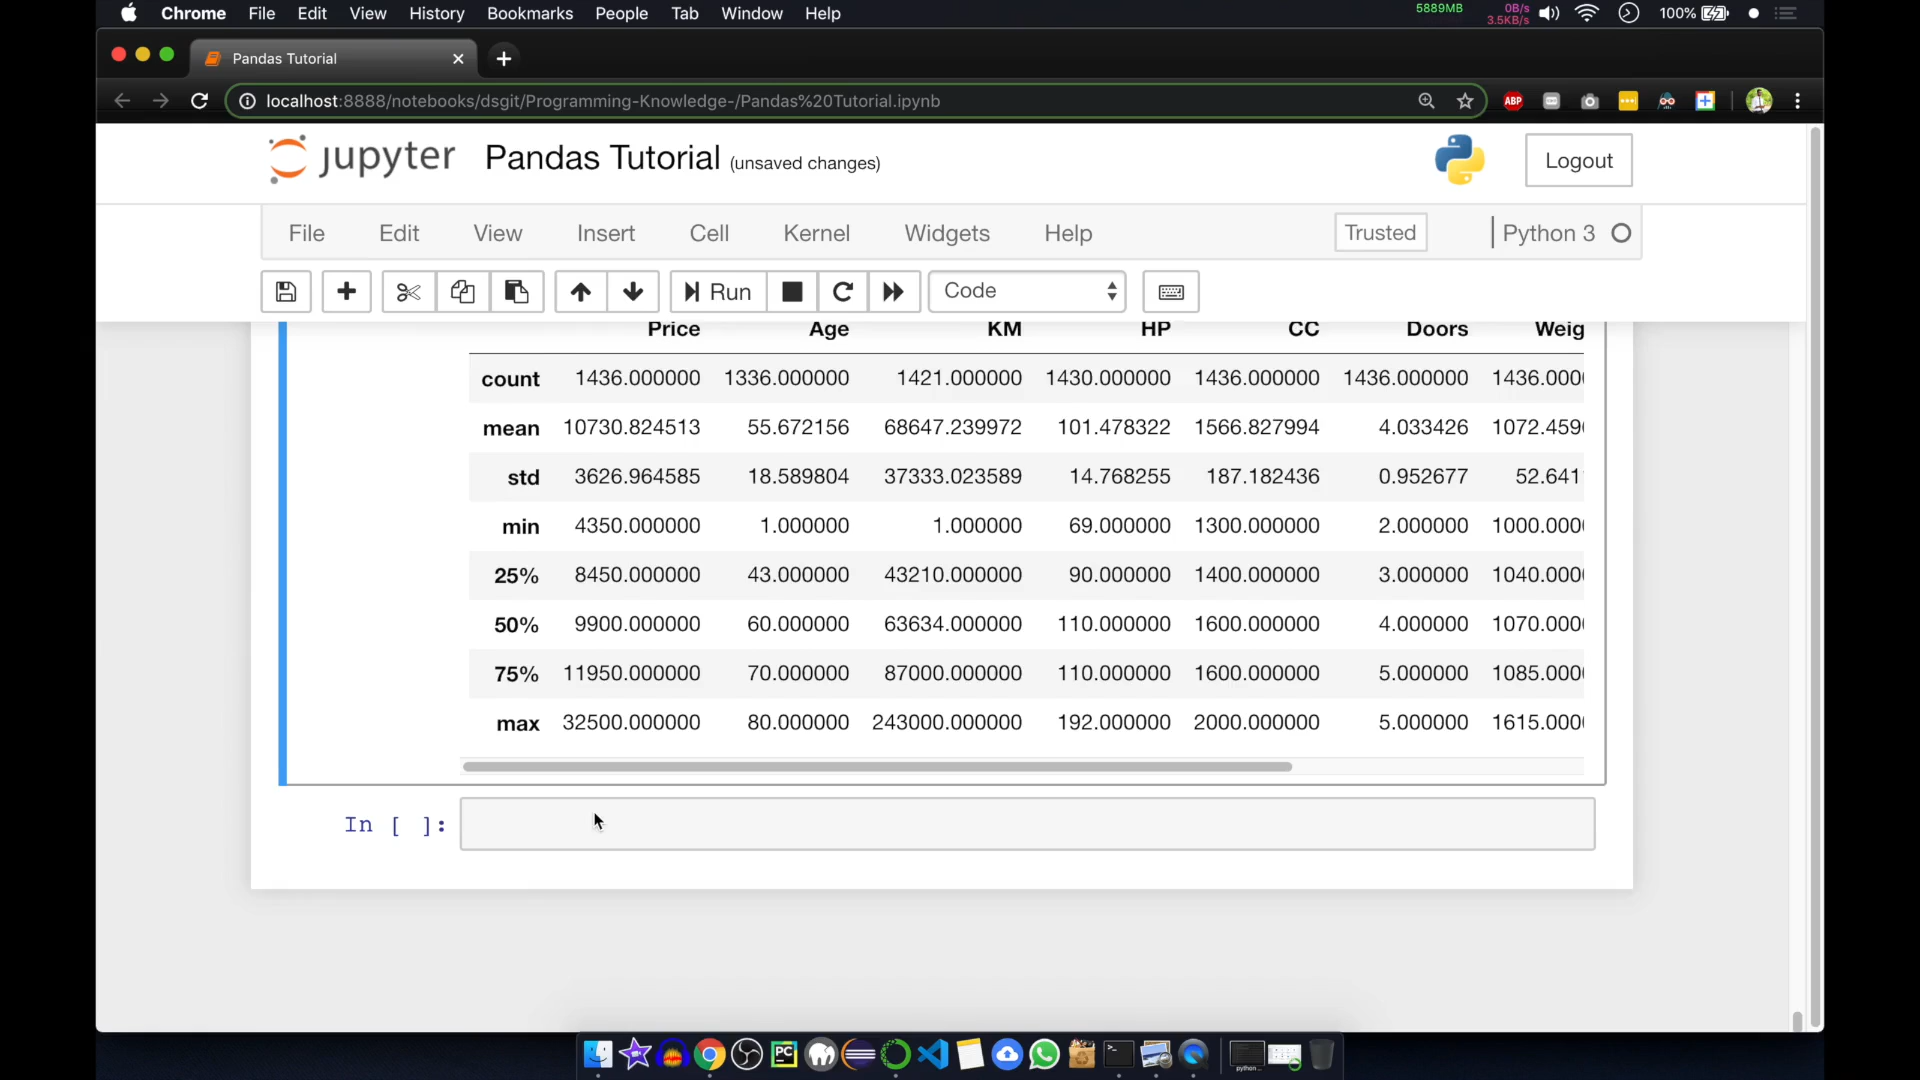 Chrome File Edit View History Bookmarks People Tab Window Help 5889MB 0B/s 3.5KB/s 100%
Pandas Tutorial
localhost:8888/notebooks/dsgit/Programming-Knowledge-/Pandas%20Tutorial.ipynb ABP
jupyter Pandas Tutorial (unsaved changes) Logout
File Edit View Insert Cell Kernel Widgets Help Trusted Python 3
Run Code
Price Age KM HP CC Doors Weig
count 1436.000000 1336.000000 1421.000000 1430.000000 1436.000000 1436.000000 1436.000
mean 10730.824513 55.672156 68647.239972 101.478322 1566.827994 4.033426 1072.459
std 3626.964585 18.589804 37333.023589 14.768255 187.182436 0.952677 52.641
min 4350.000000 1.000000 1.000000 69.000000 1300.000000 2.000000 1000.000
25% 8450.000000 43.000000 43210.000000 90.000000 1400.000000 3.000000 1040.000
50% 9900.000000 60.000000 63634.000000 110.000000 1600.000000 4.000000 1070.000
75% 11950.000000 70.000000 87000.000000 110.000000 1600.000000 5.000000 1085.000
max 32500.000000 80.000000 243000.000000 192.000000 2000.000000 5.000000 1615.000
In [ ]:
PC
python